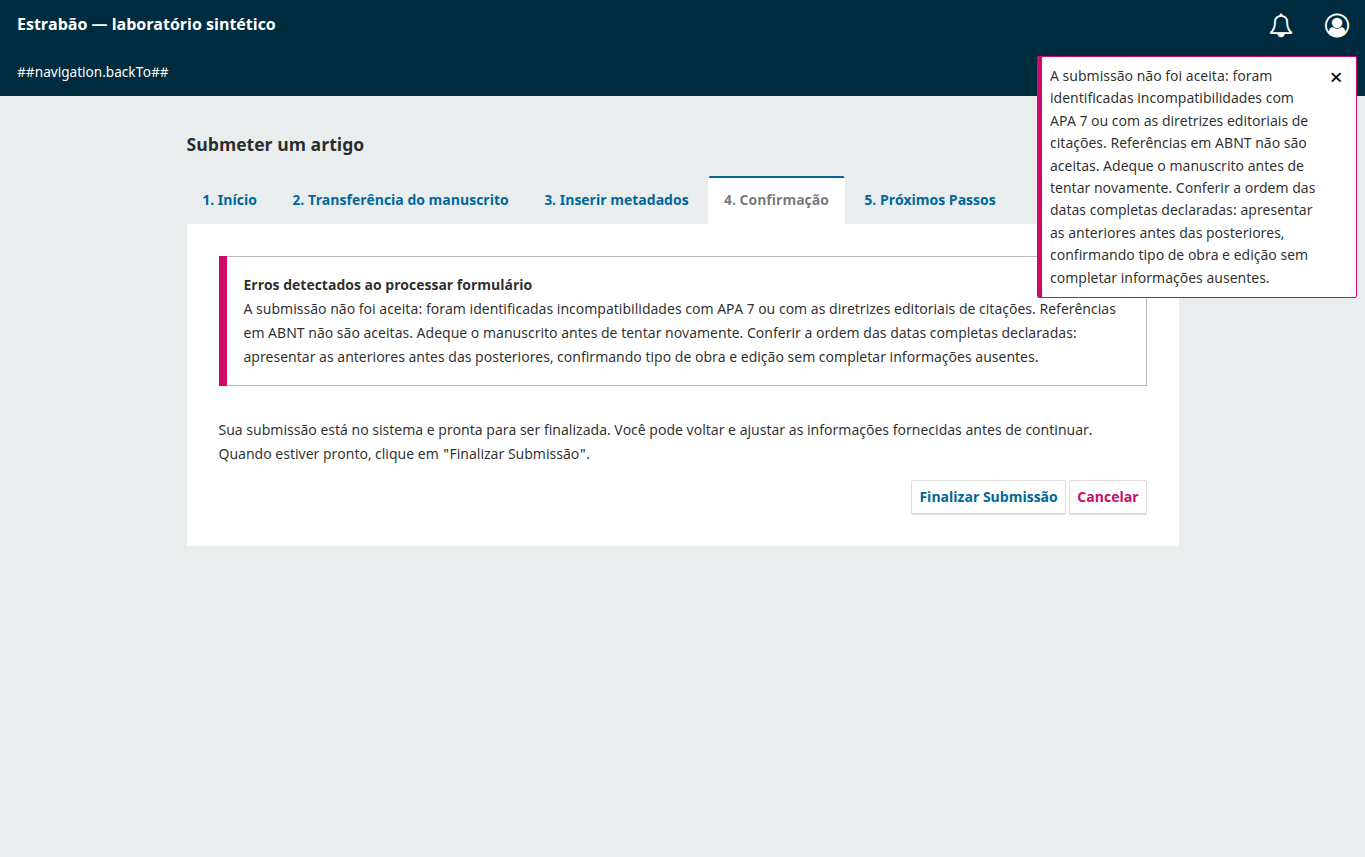 Estrabão — laboratório sintético
##navigation.backTo##
A submissão não foi aceita: foram
identificadas incompatibilidades com
APA 7 ou com as diretrizes editoriais de
citações. Referências em ABNT não são
aceitas. Adeque o manuscrito antes de
tentar novamente. Conferir a ordem das
datas completas declaradas: apresentar
as anteriores antes das posteriores,
confirmando tipo de obra e edição sem
completar informações ausentes.
Submeter um artigo
1. Início
2. Transferência do manuscrito
3. Inserir metadados
4. Confirmação
5. Próximos Passos
Erros detectados ao processar formulário
A submissão não foi aceita: foram identificadas incompatibilidades com APA 7 ou com as diretrizes editoriais de citações. Referências
em ABNT não são aceitas. Adeque o manuscrito antes de tentar novamente. Conferir a ordem das datas completas declaradas:
apresentar as anteriores antes das posteriores, confirmando tipo de obra e edição sem completar informações ausentes.
Sua submissão está no sistema e pronta para ser finalizada. Você pode voltar e ajustar as informações fornecidas antes de continuar.
Quando estiver pronto, clique em "Finalizar Submissão".
Finalizar Submissão
Cancelar